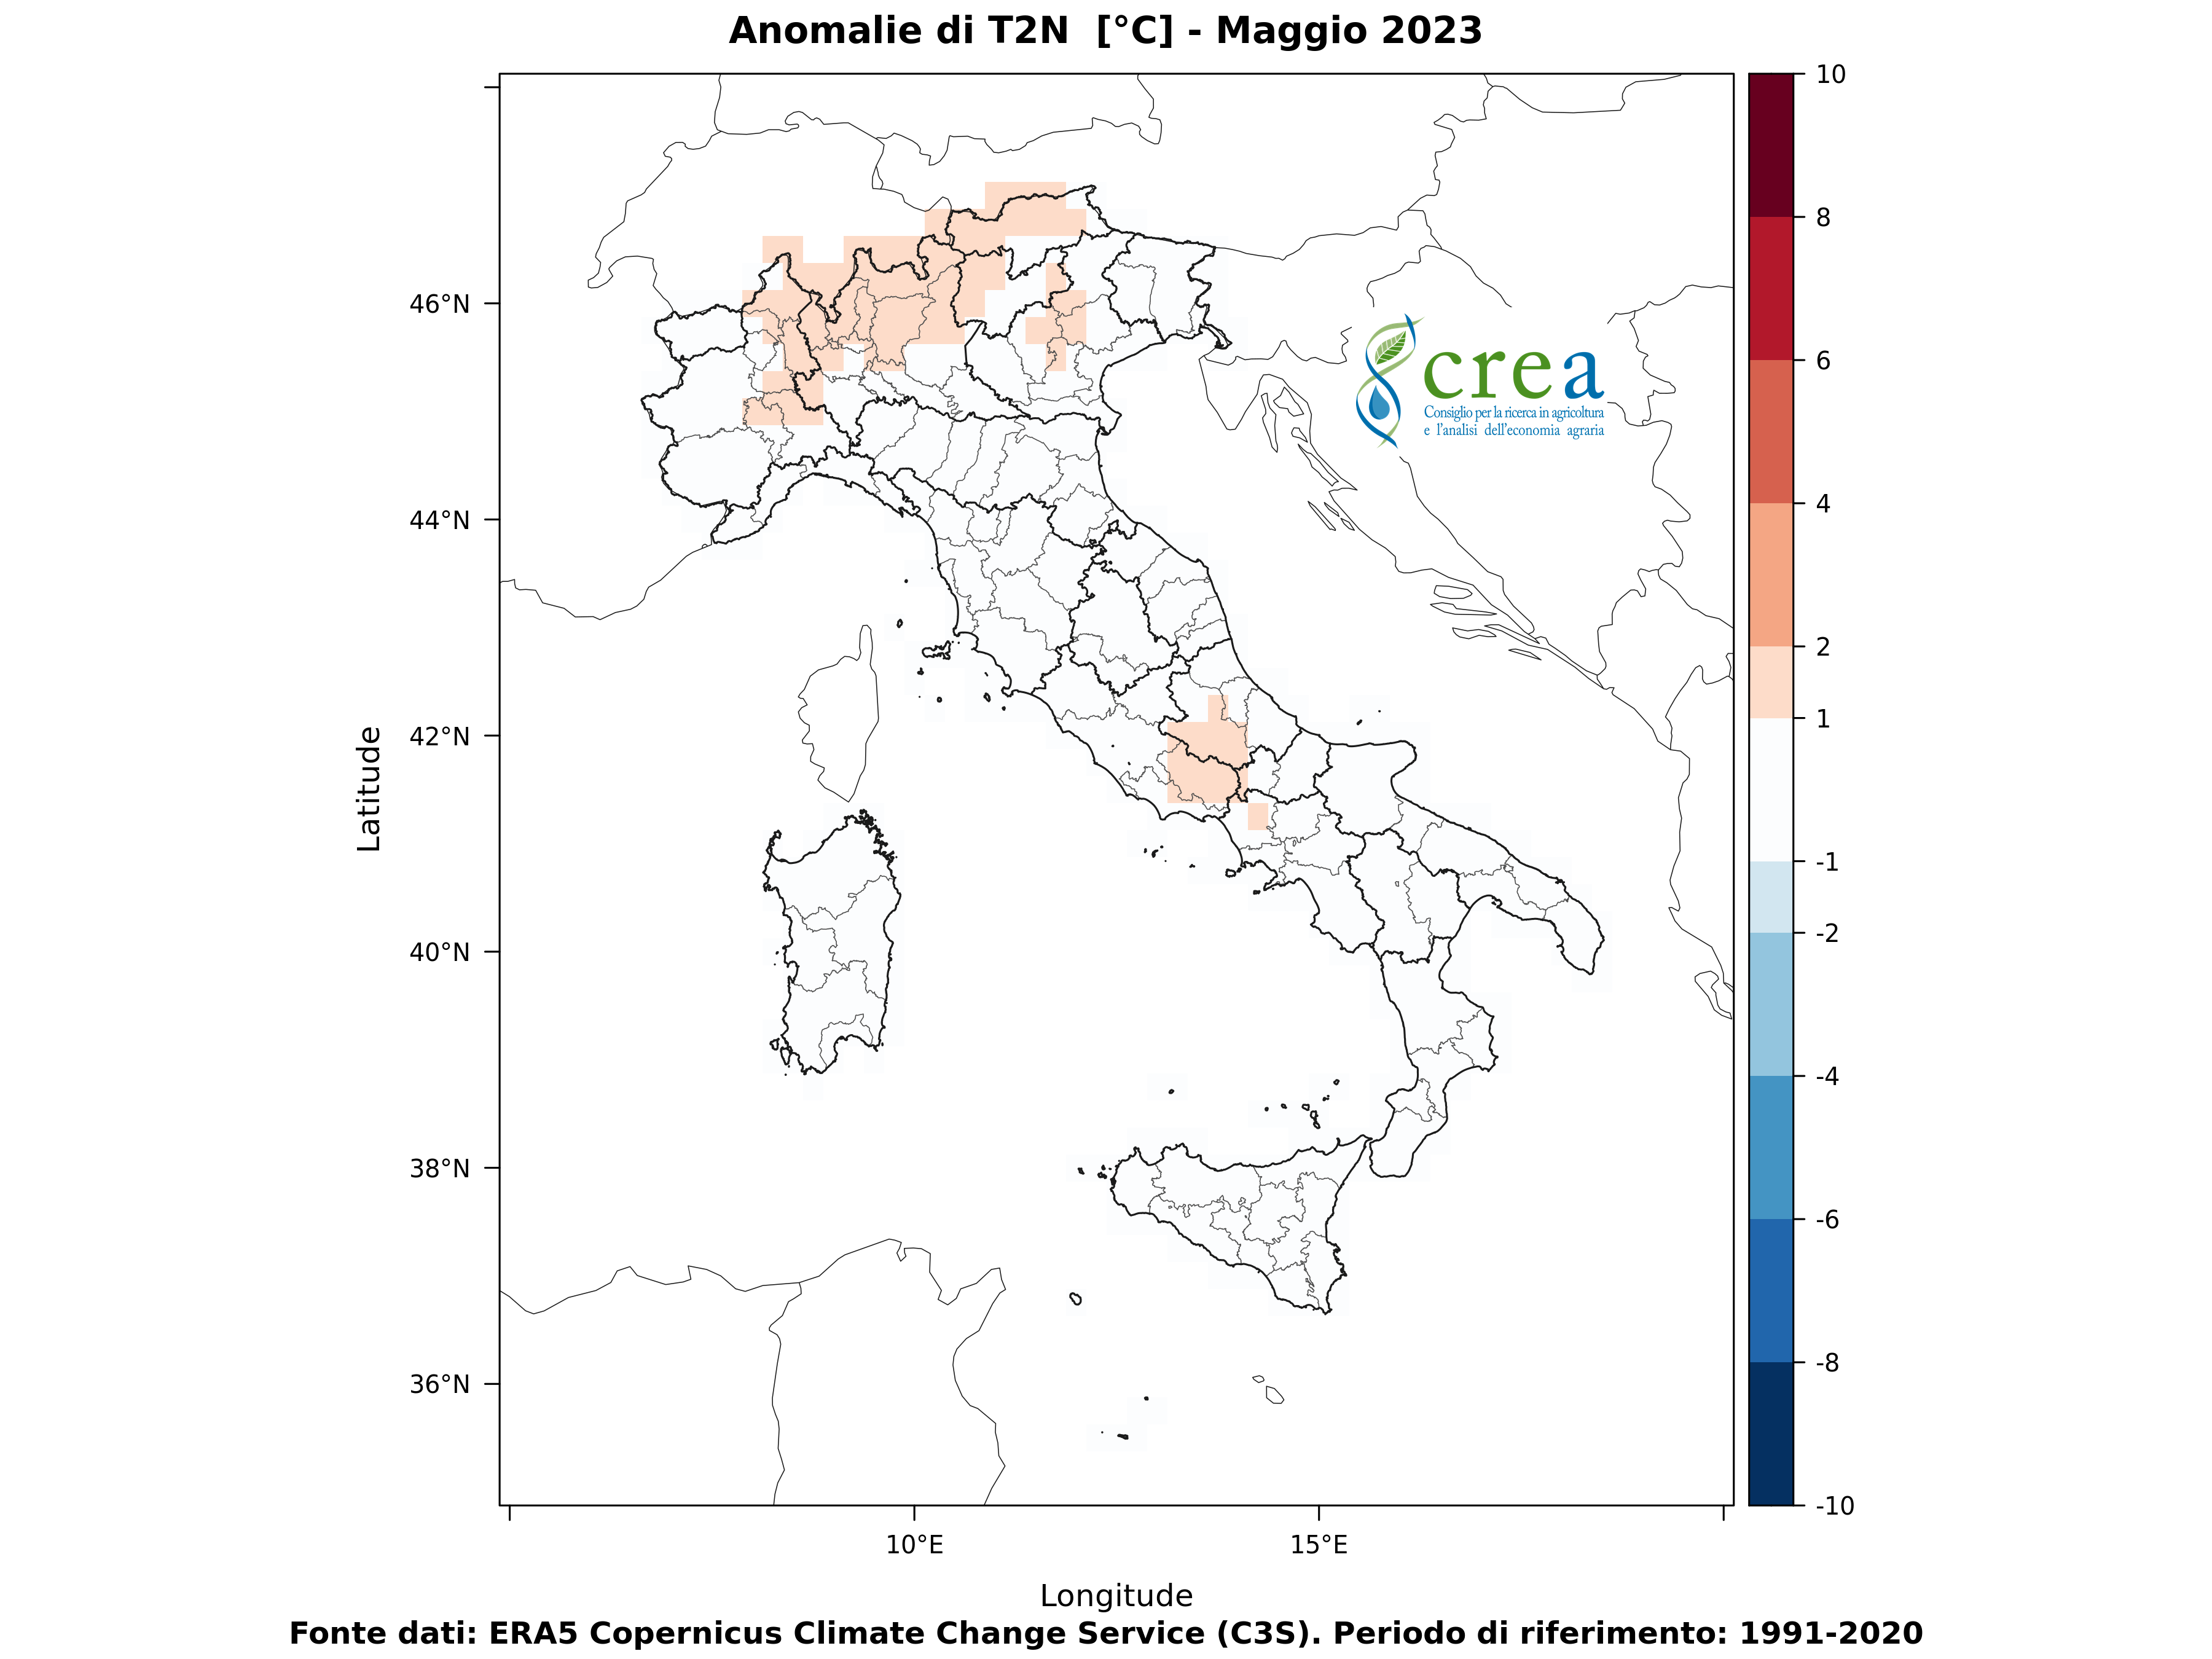 Anomalie di T2N  [°C] - Maggio 2023
10
8
6
4
2
1
-1
-2
-4
-6
-8
-10
46°N
44°N
42°N
40°N
38°N
36°N
Latitude
crea
Consiglio per la ricerca in agricoltura
e l'analisi dell'economia agraria
10°E
15°E
Longitude
Fonte dati: ERA5 Copernicus Climate Change Service (C3S). Periodo di riferimento: 1991-2020